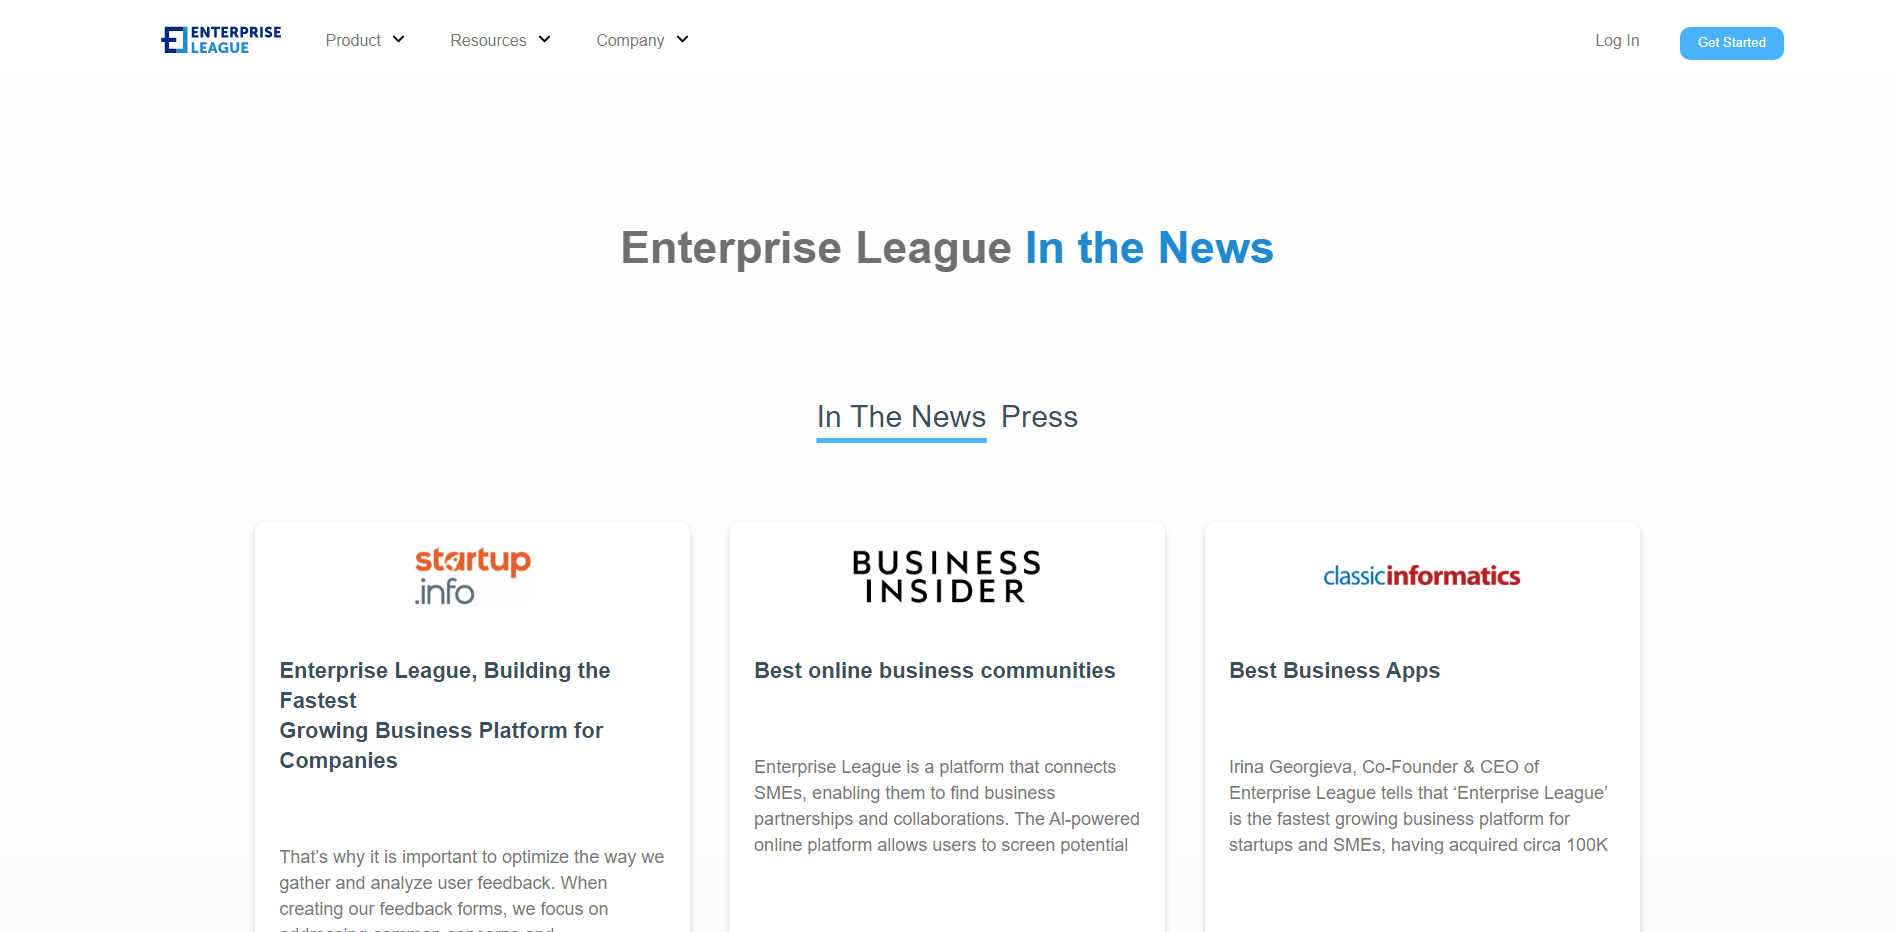 ENTERPRISE
LEAGUE
Product
Resources
Company
Log In
Get Started
Enterprise League In the News
In The News Press
startup
.info
Enterprise League, Building the
Fastest
Growing Business Platform for
Companies
That’s why it is important to optimize the way we
gather and analyze user feedback. When
creating our feedback forms, we focus on
BUSINESS
INSIDER
Best online business communities
Enterprise League is a platform that connects
SMEs, enabling them to find business
partnerships and collaborations. The AI-powered
online platform allows users to screen potential
classicinformatics
Best Business Apps
Irina Georgieva, Co-Founder & CEO of
Enterprise League tells that ‘Enterprise League’
is the fastest growing business platform for
startups and SMEs, having acquired circa 100K